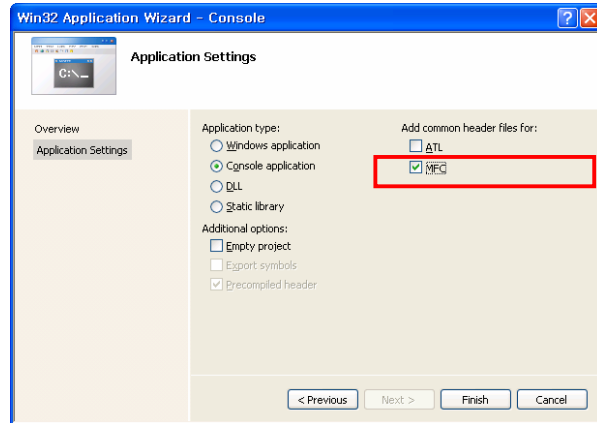 Win32 Application Wizard - Console
C:\_
Application Settings
Overview
Application Settings
Application type:
Windows application
Console application
DLL
Static library
Additional options:
Empty project
Export symbols
Precompiled header
Add common header files for:
ATL
MFC
< Previous
Next >
Finish
Cancel